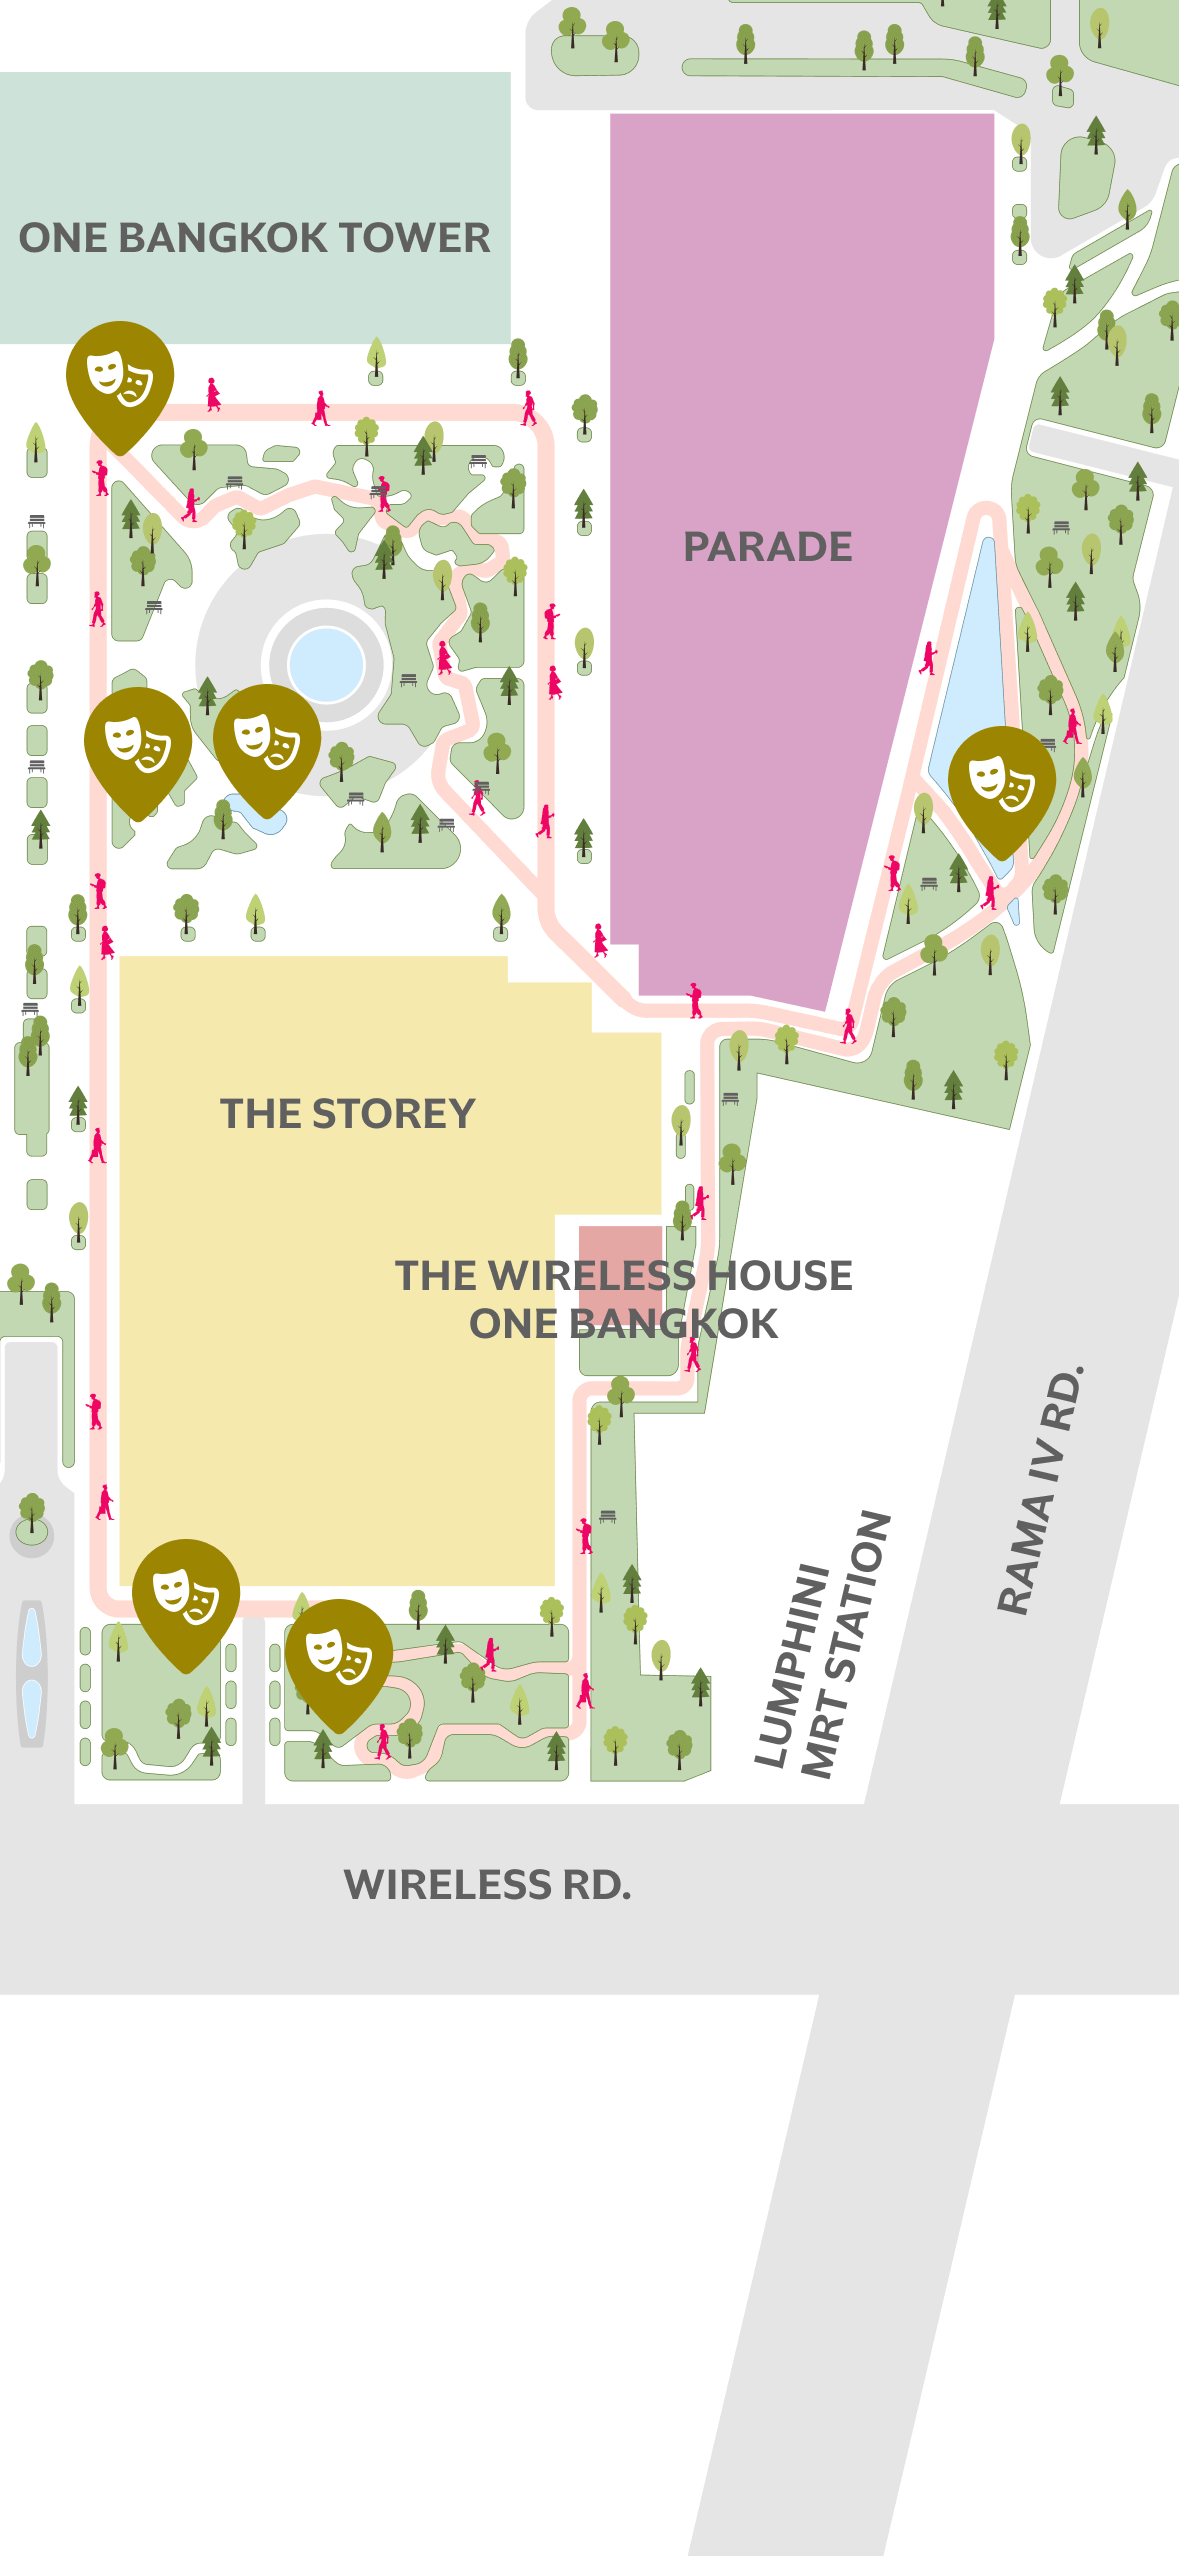 ONE BANGKOK TOWER
PARADE
THE STOREY
THE WIRELESS HOUSE
ONE BANGKOK
RAMA IV RD.
LUMPHINI
MRT STATION
WIRELESS RD.